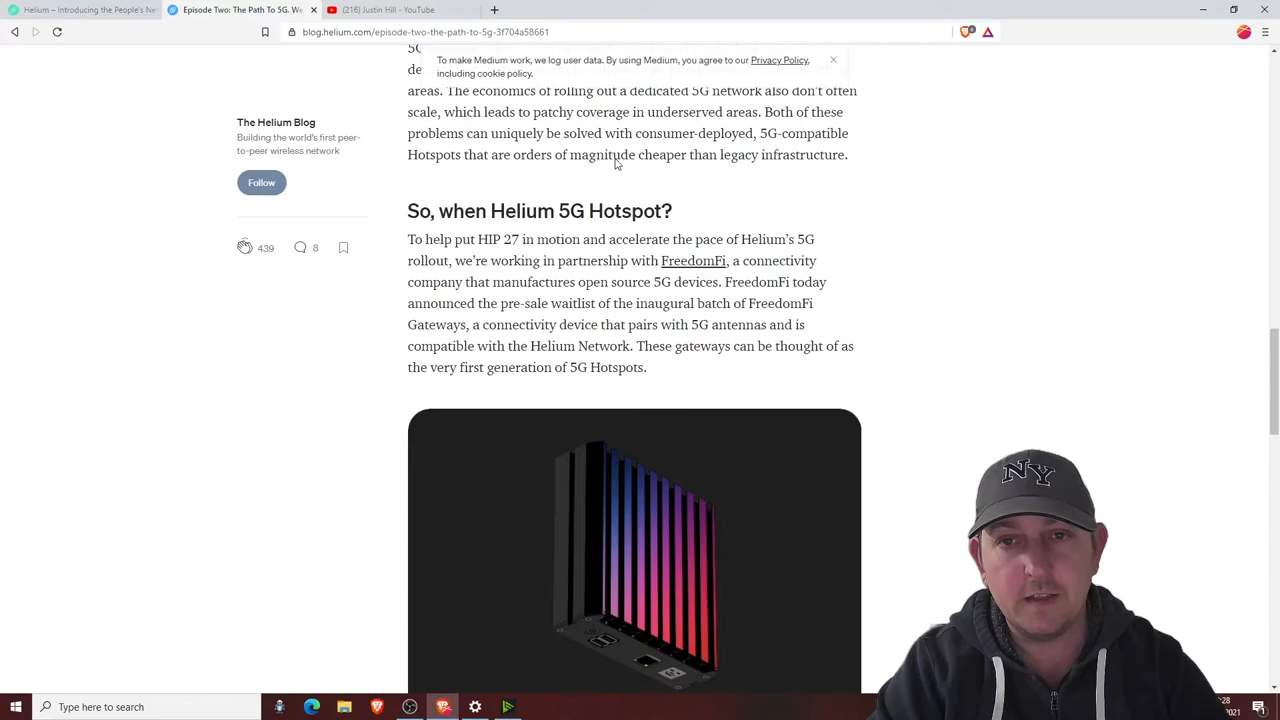 Helium – Introducing the People's Ne
Episode Two: The Path To 5G. We
(216) Justin Hill - YouTube
blog.helium.com/episode-two-the-path-to-5g-3f704a58661
5G
To make Medium work, we log user data. By using Medium, you agree to our Privacy Policy,
including cookie policy.
de
areas. The economics of rolling out a dedicated 5G network also don't often
scale, which leads to patchy coverage in underserved areas. Both of these
problems can uniquely be solved with consumer-deployed, 5G-compatible
Hotspots that are orders of magnitude cheaper than legacy infrastructure.
The Helium Blog
Building the world's first peer-
to-peer wireless network
Follow
439
8
So, when Helium 5G Hotspot?
To help put HIP 27 in motion and accelerate the pace of Helium's 5G
rollout, we're working in partnership with FreedomFi, a connectivity
company that manufactures open source 5G devices. FreedomFi today
announced the pre-sale waitlist of the inaugural batch of FreedomFi
Gateways, a connectivity device that pairs with 5G antennas and is
compatible with the Helium Network. These gateways can be thought of as
the very first generation of 5G Hotspots.
NY
Type here to search
:28
2021